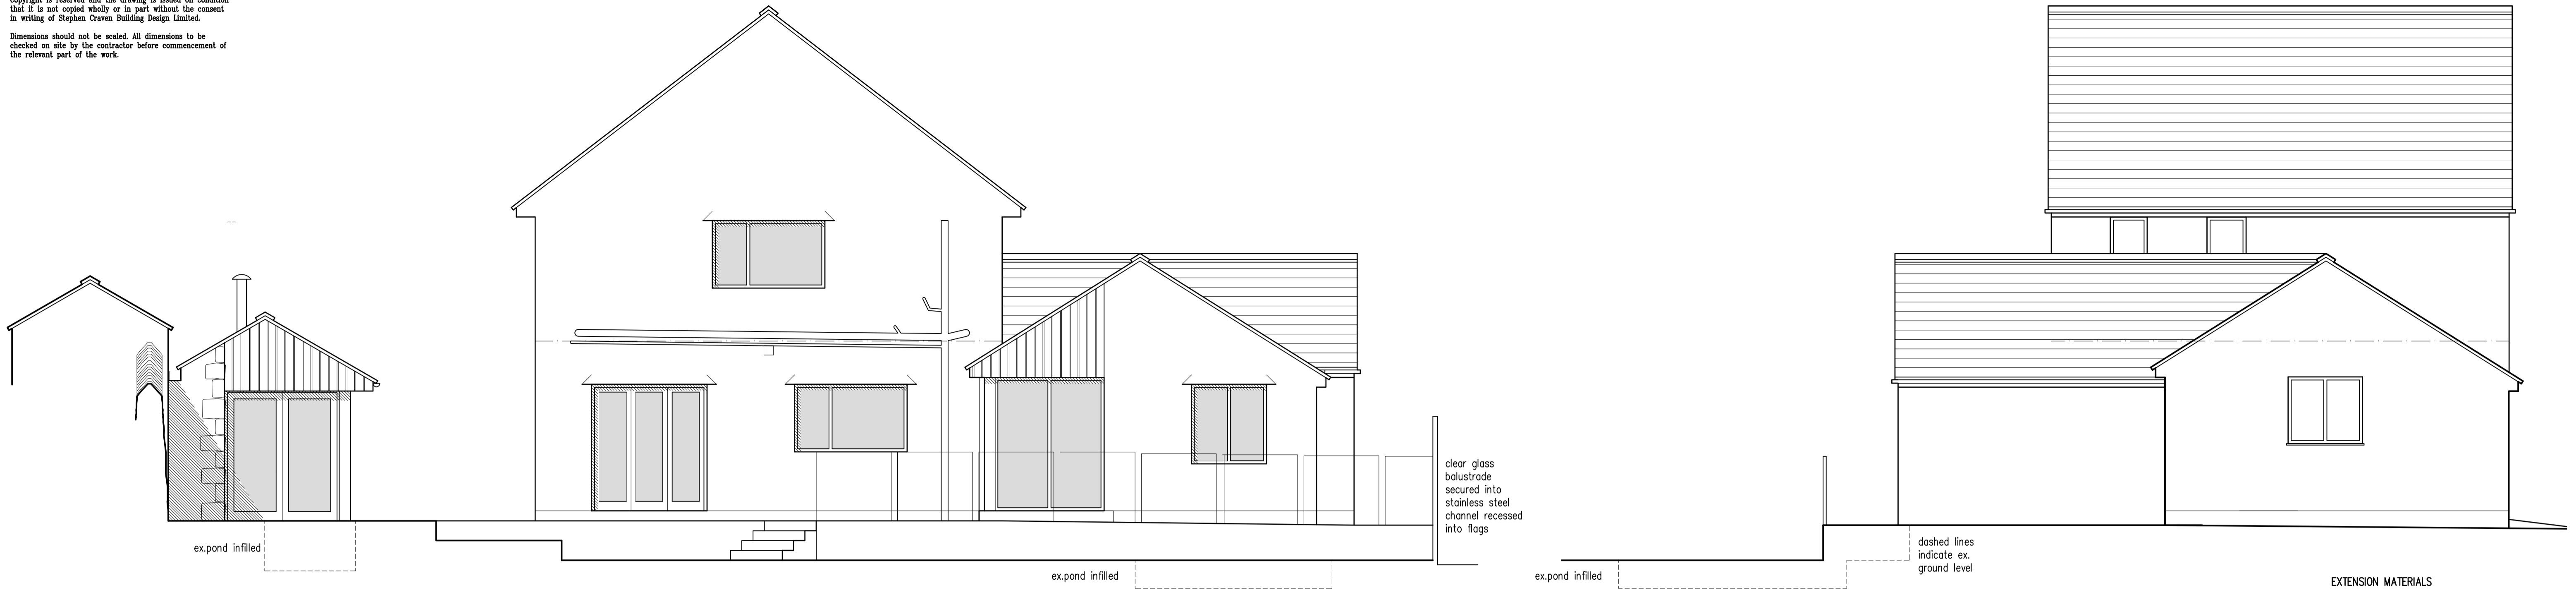 Copyright is reserved and the drawing is issued on condition
that it is not copied wholly or in part without the consent
in writing of Stephen Craven Building Design Limited.
Dimensions should not be scaled. All dimensions to be
checked on site by the contractor before commencement of
the relevant part of the work.
ex.pond infilled
ex.pond infilled
clear glass
balustrade
secured into
stainless steel
channel recessed
into flags
ex.pond infilled
dashed lines
indicate ex.
ground level
EXTENSION MATERIALS